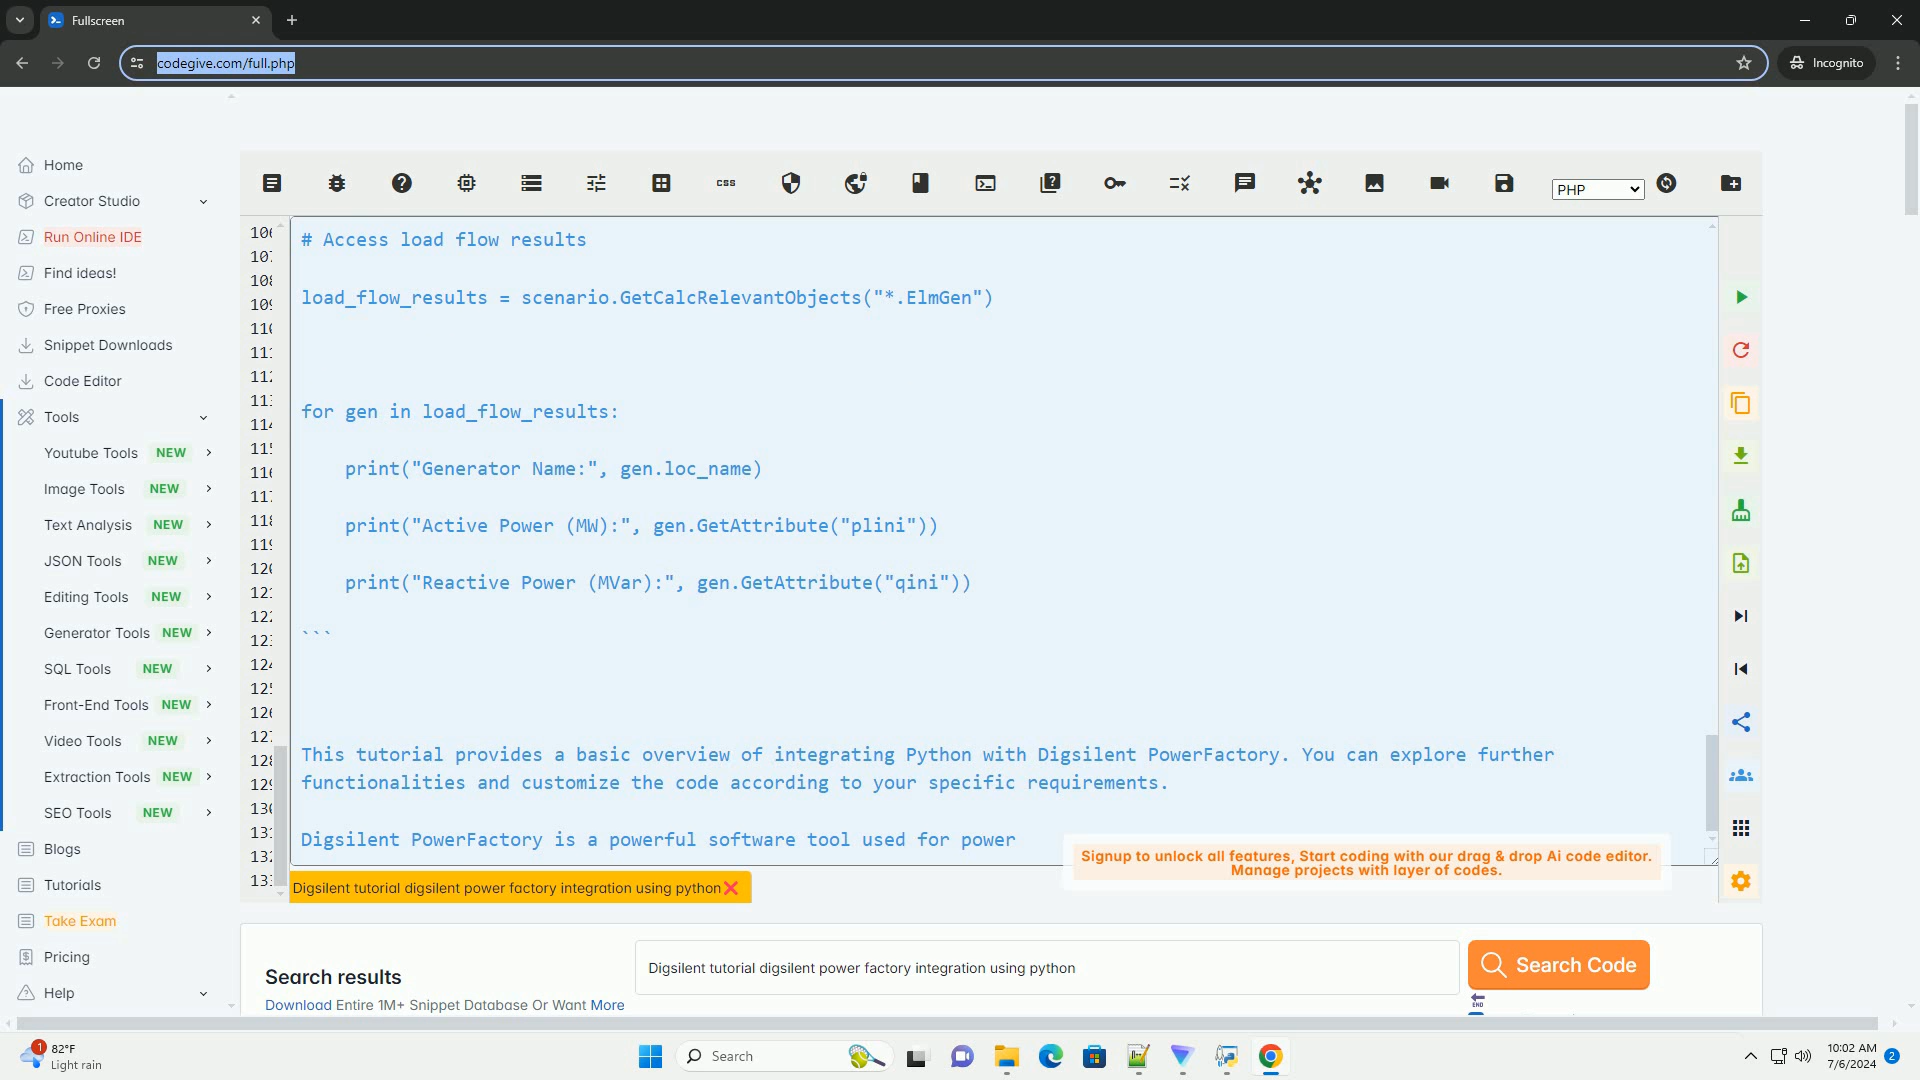 Fullscreen
codegive.com/full.php
Incognito
Home
Creator Studio
Run Online IDE
Find ideas!
Free Proxies
Snippet Downloads
Code Editor
Tools
Youtube Tools NEW
Image Tools NEW
Text Analysis NEW
JSON Tools NEW
Editing Tools NEW
Generator Tools NEW
SQL Tools NEW
Front-End Tools NEW
Video Tools NEW
Extraction Tools NEW
SEO Tools NEW
Blogs
Tutorials
Take Exam
Pricing
Help
CSS
PHP
# Access load flow results
load_flow_results = scenario.GetCalcRelevantObjects("*.ElmGen")
for gen in load_flow_results:
print("Generator Name:", gen.loc_name)
print("Active Power (MW):", gen.GetAttribute("plini"))
print("Reactive Power (MVar):", gen.GetAttribute("qini"))
```
This tutorial provides a basic overview of integrating Python with Digsilent PowerFactory. You can explore further
functionalities and customize the code according to your specific requirements.
Digsilent PowerFactory is a powerful software tool used for power
Signup to unlock all features, Start coding with our drag & drop Ai code editor.
Manage projects with layer of codes.
Digsilent tutorial digsilent power factory integration using python
Search results
Digsilent tutorial digsilent power factory integration using python
Search Code
Download Entire 1M+ Snippet Database Or Want More
END
1
82°F
Light rain
Search
10:02 AM
7/6/2024
2